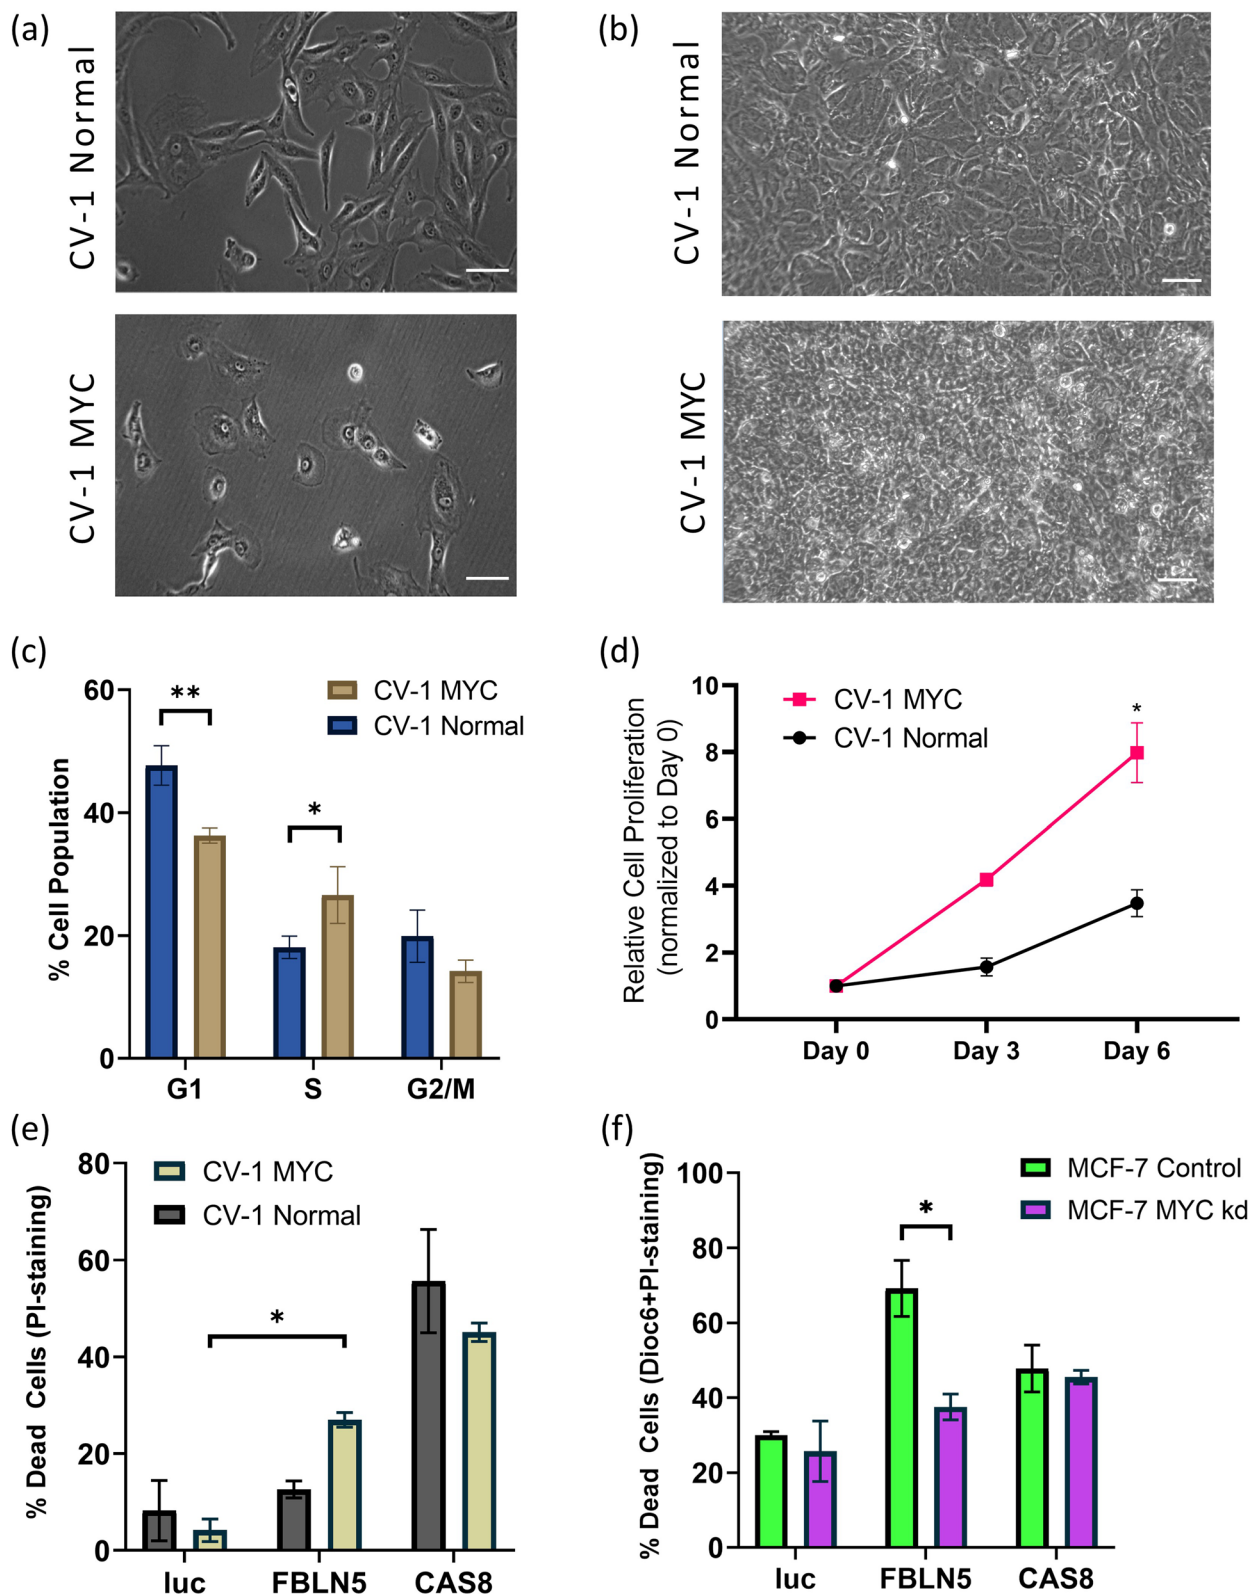 (a)
CV-1 Normal
CV-1 MYC
(b)
CV-1 Normal
CV-1 MYC
(c)
% Cell Population
60
40
20
0
**
*
CV-1 MYC
CV-1 Normal
G1
S
G2/M
(d)
Relative Cell Proliferation
(normalized to Day 0)
10
8
6
4
2
0
CV-1 MYC
CV-1 Normal
*
Day 0
Day 3
Day 6
(e)
% Dead Cells (PI-staining)
80
60
40
20
0
CV-1 MYC
CV-1 Normal
*
luc
FBLN5
CAS8
(f)
% Dead Cells (Dioc6+PI-staining)
100
80
60
40
20
0
MCF-7 Control
MCF-7 MYC kd
*
luc
FBLN5
CAS8